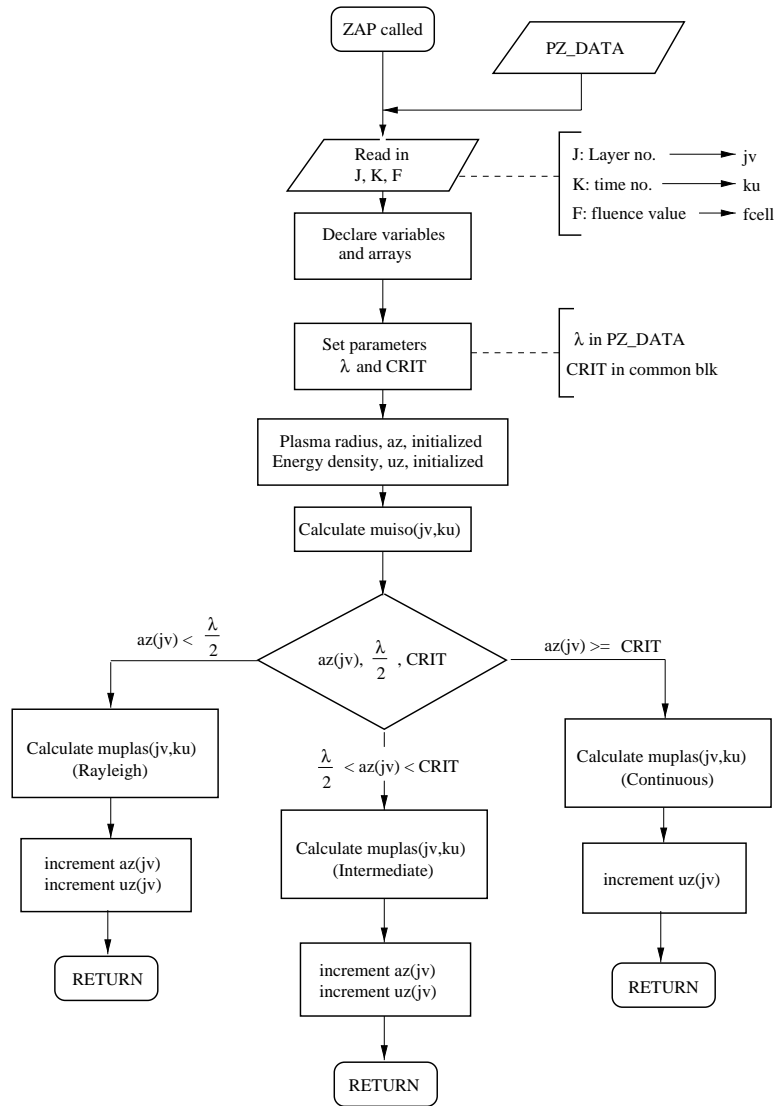 ZAP called
PZ_DATA
Read in
J, K, F
J: Layer no. jv
K: time no. ku
F: fluence value fcell
Declare variables
and arrays
Set parameters
λ and CRIT
λ in PZ_DATA
CRIT in common blk
Plasma radius, az, initialized
Energy density, uz, initialized
Calculate muiso(jv,ku)
az(jv) < λ/2
az(jv), λ/2 , CRIT
az(jv) >= CRIT
Calculate muplas(jv,ku)
(Rayleigh)
λ/2 < az(jv) < CRIT
Calculate muplas(jv,ku)
(Continuous)
Calculate muplas(jv,ku)
(Intermediate)
increment az(jv)
increment uz(jv)
increment uz(jv)
RETURN
increment az(jv)
increment uz(jv)
RETURN
RETURN